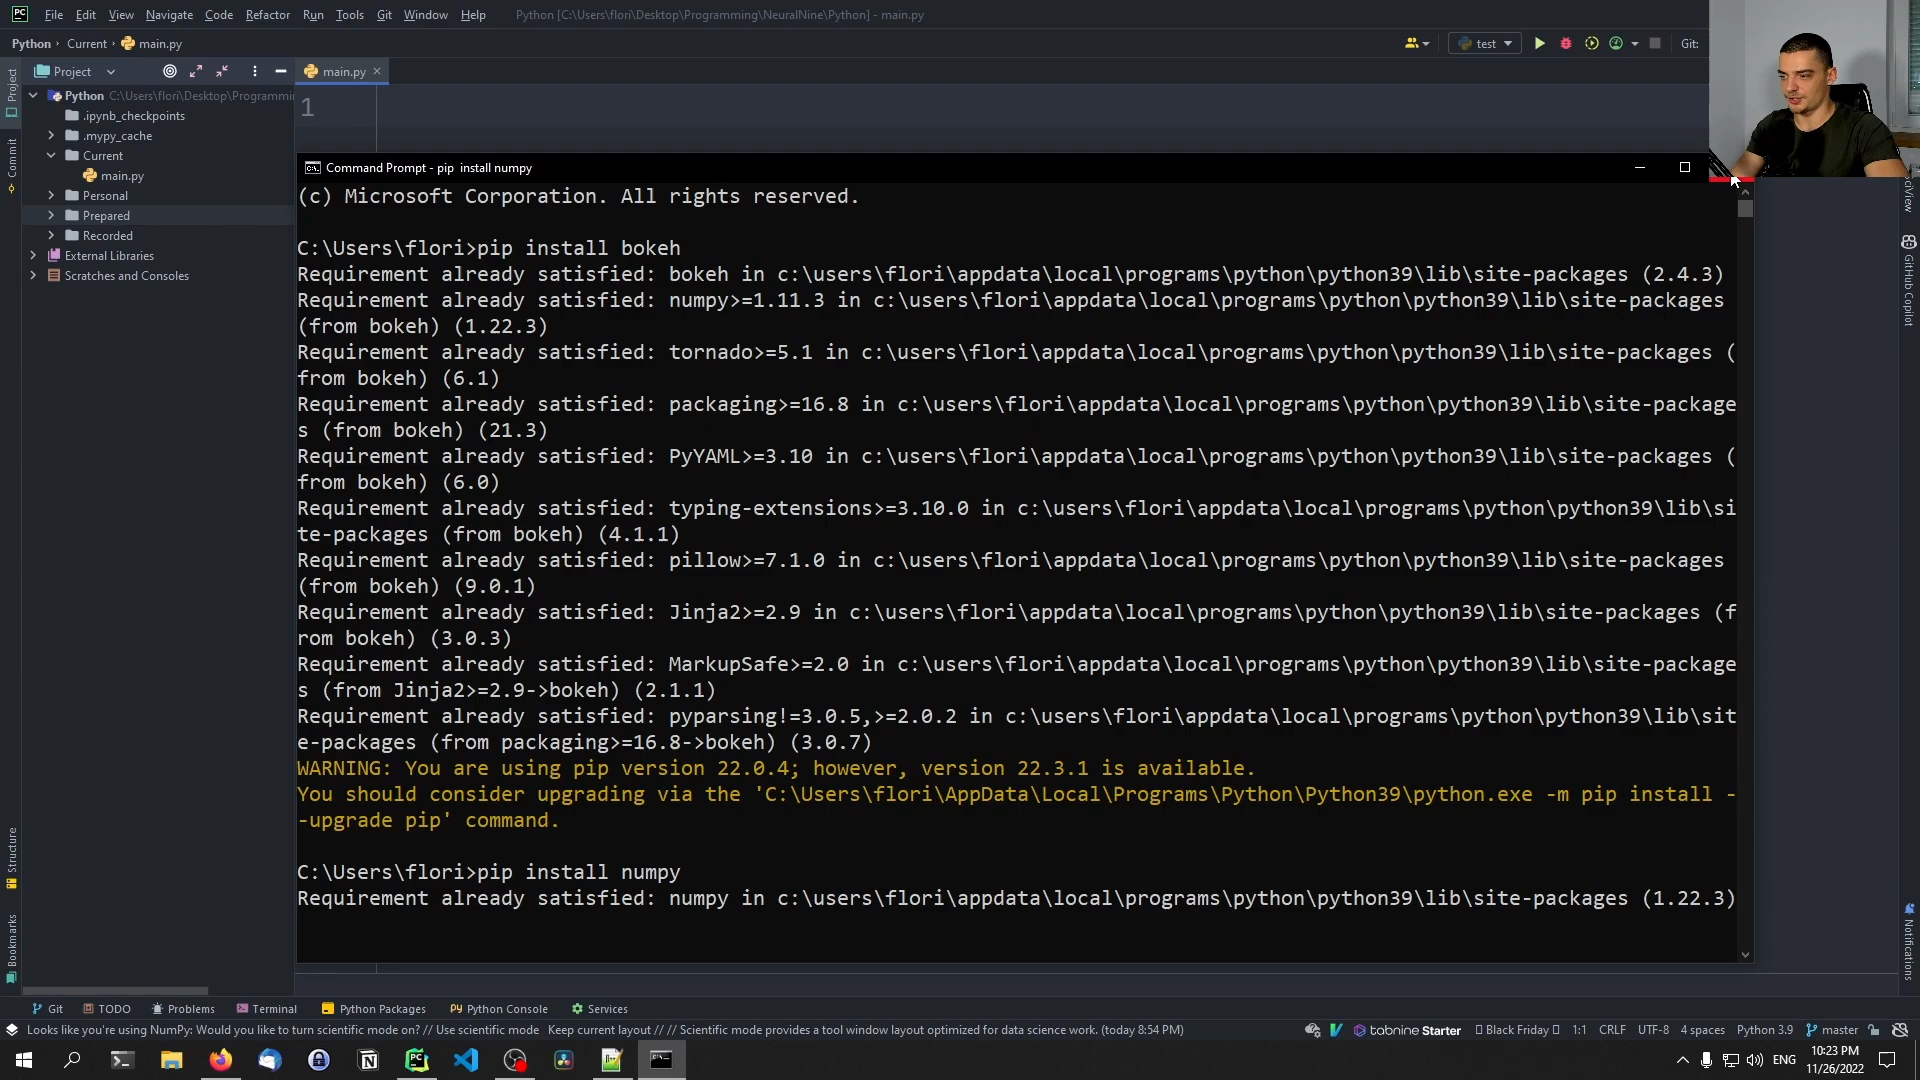 PC File Edit View Navigate Code Refactor Run Tools Git Window Help Python [C:\Users\flori\Desktop\Programming\NeuralNine\Python] - main.py
Python Current main.py test Git:
Project main.py
Project
1
Python C:\Users\flori\Desktop\Programmi
.ipynb_checkpoints
.mypy_cache
Commit
Current
main.py
Personal
Prepared
Recorded
External Libraries
Scratches and Consoles
SciView
GitHub Copilot
Command Prompt - pip  install numpy
(c) Microsoft Corporation. All rights reserved.
C:\Users\flori>pip install bokeh
Requirement already satisfied: bokeh in c:\users\flori\appdata\local\programs\python\python39\lib\site-packages (2.4.3)
Requirement already satisfied: numpy>=1.11.3 in c:\users\flori\appdata\local\programs\python\python39\lib\site-packages
(from bokeh) (1.22.3)
Requirement already satisfied: tornado>=5.1 in c:\users\flori\appdata\local\programs\python\python39\lib\site-packages (
from bokeh) (6.1)
Requirement already satisfied: packaging>=16.8 in c:\users\flori\appdata\local\programs\python\python39\lib\site-package
s (from bokeh) (21.3)
Requirement already satisfied: PyYAML>=3.10 in c:\users\flori\appdata\local\programs\python\python39\lib\site-packages (
from bokeh) (6.0)
Requirement already satisfied: typing-extensions>=3.10.0 in c:\users\flori\appdata\local\programs\python\python39\lib\si
te-packages (from bokeh) (4.1.1)
Requirement already satisfied: pillow>=7.1.0 in c:\users\flori\appdata\local\programs\python\python39\lib\site-packages
(from bokeh) (9.0.1)
Requirement already satisfied: Jinja2>=2.9 in c:\users\flori\appdata\local\programs\python\python39\lib\site-packages (f
rom bokeh) (3.0.3)
Requirement already satisfied: MarkupSafe>=2.0 in c:\users\flori\appdata\local\programs\python\python39\lib\site-package
s (from Jinja2>=2.9->bokeh) (2.1.1)
Requirement already satisfied: pyparsing!=3.0.5,>=2.0.2 in c:\users\flori\appdata\local\programs\python\python39\lib\sit
e-packages (from packaging>=16.8->bokeh) (3.0.7)
WARNING: You are using pip version 22.0.4; however, version 22.3.1 is available.
You should consider upgrading via the 'C:\Users\flori\AppData\Local\Programs\Python\Python39\python.exe -m pip install -
-upgrade pip' command.
C:\Users\flori>pip install numpy
Requirement already satisfied: numpy in c:\users\flori\appdata\local\programs\python\python39\lib\site-packages (1.22.3)
Structure
Bookmarks
Notifications
Git TODO Problems Terminal Python Packages Python Console Services
Looks like you're using NumPy: Would you like to turn scientific mode on? // Use scientific mode Keep current layout // // Scientific mode provides a tool window layout optimized for data science work. (today 8:54 PM) tabnine Starter Black Friday 1:1 CRLF UTF-8 4 spaces Python 3.9 master
ENG 10:23 PM
11/26/2022